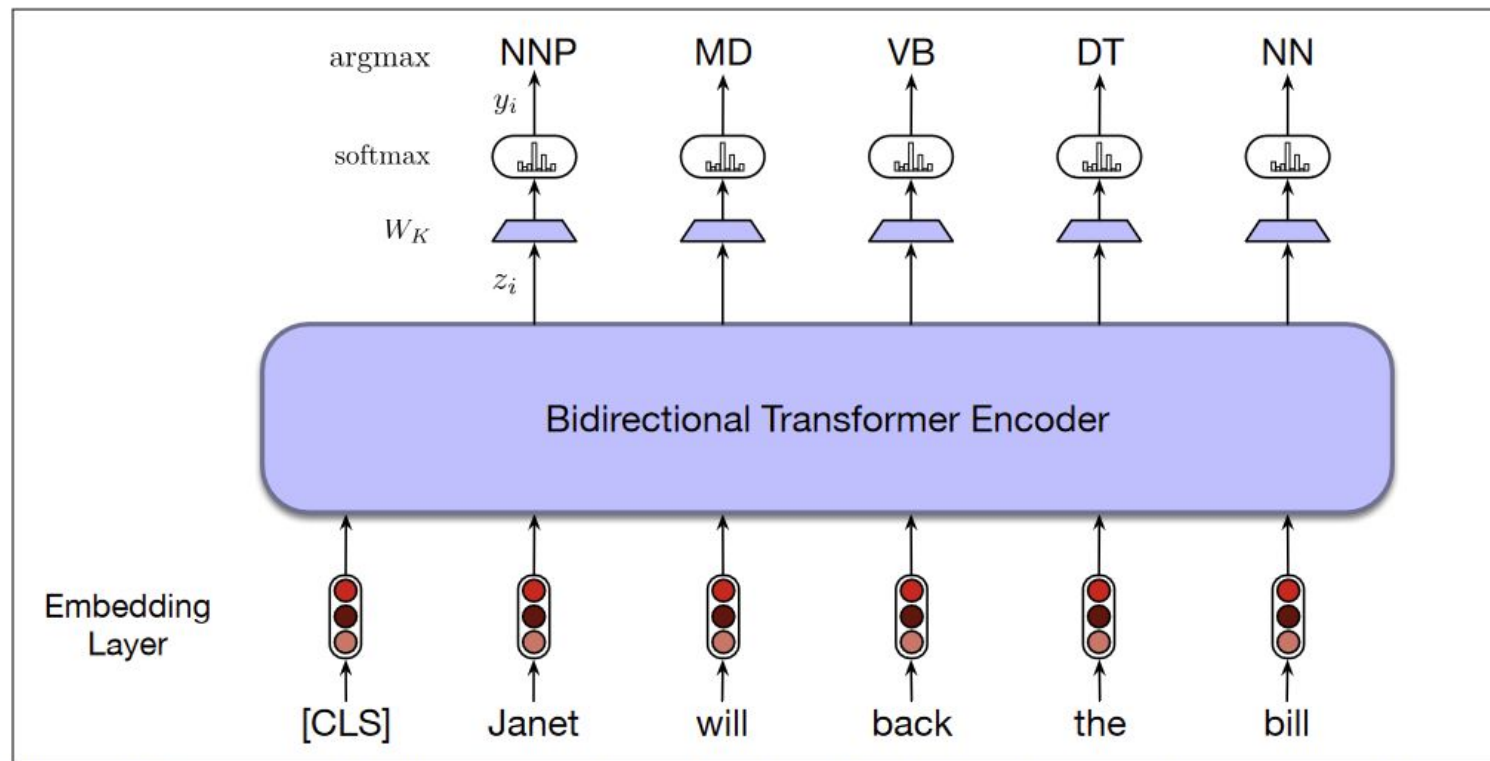 argmax NNP MD VB DT NN
y_i
softmax
W_K
z_i
Bidirectional Transformer Encoder
Embedding
Layer
[CLS] Janet will back the bill